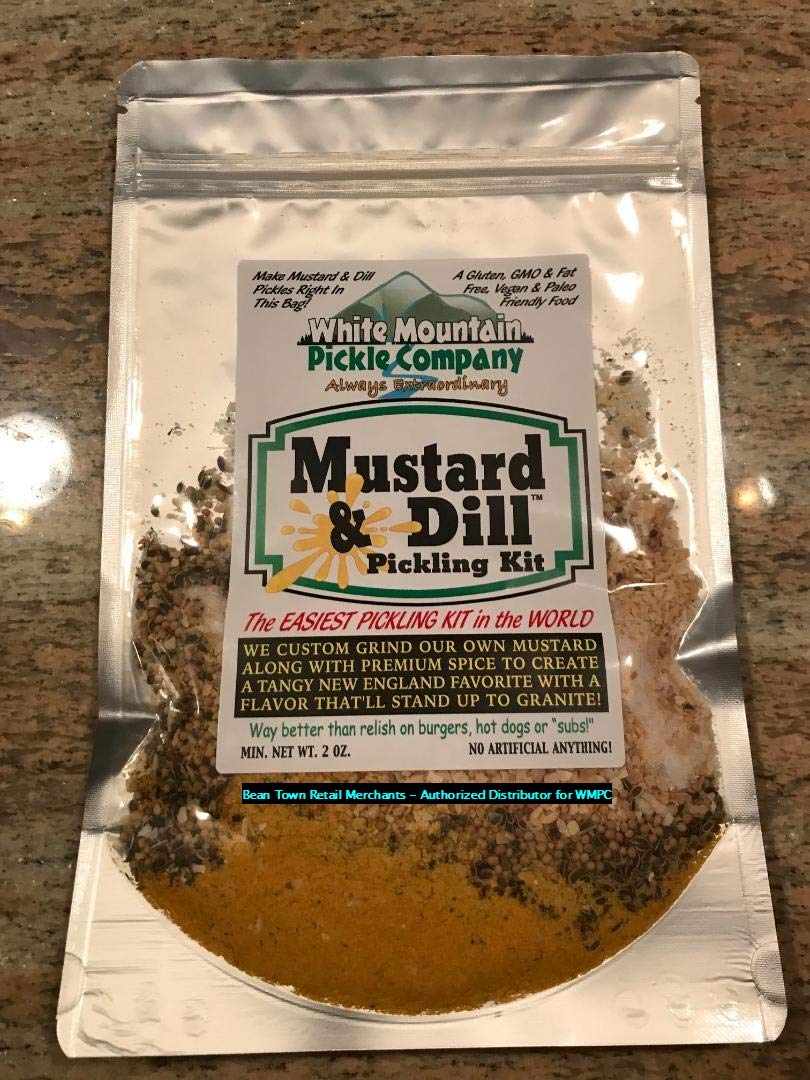 Make Mustard & Dill
Pickles Right In
This Bag!
A Gluten, GMO & Fat
Free, Vegan & Paleo
Friendly Food
White Mountain
Pickle Company
Always Extraordinary
Mustard
& Dill™
Pickling Kit
The EASIEST PICKLING KIT in the WORLD
WE CUSTOM GRIND OUR OWN MUSTARD
ALONG WITH PREMIUM SPICE TO CREATE
A TANGY NEW ENGLAND FAVORITE WITH A
FLAVOR THAT'LL STAND UP TO GRANITE!
Way better than relish on burgers, hot dogs or "subs!"
MIN. NET WT. 2 OZ. NO ARTIFICIAL ANYTHING!
Bean Town Retail Merchants - Authorized Distributor for WMPC